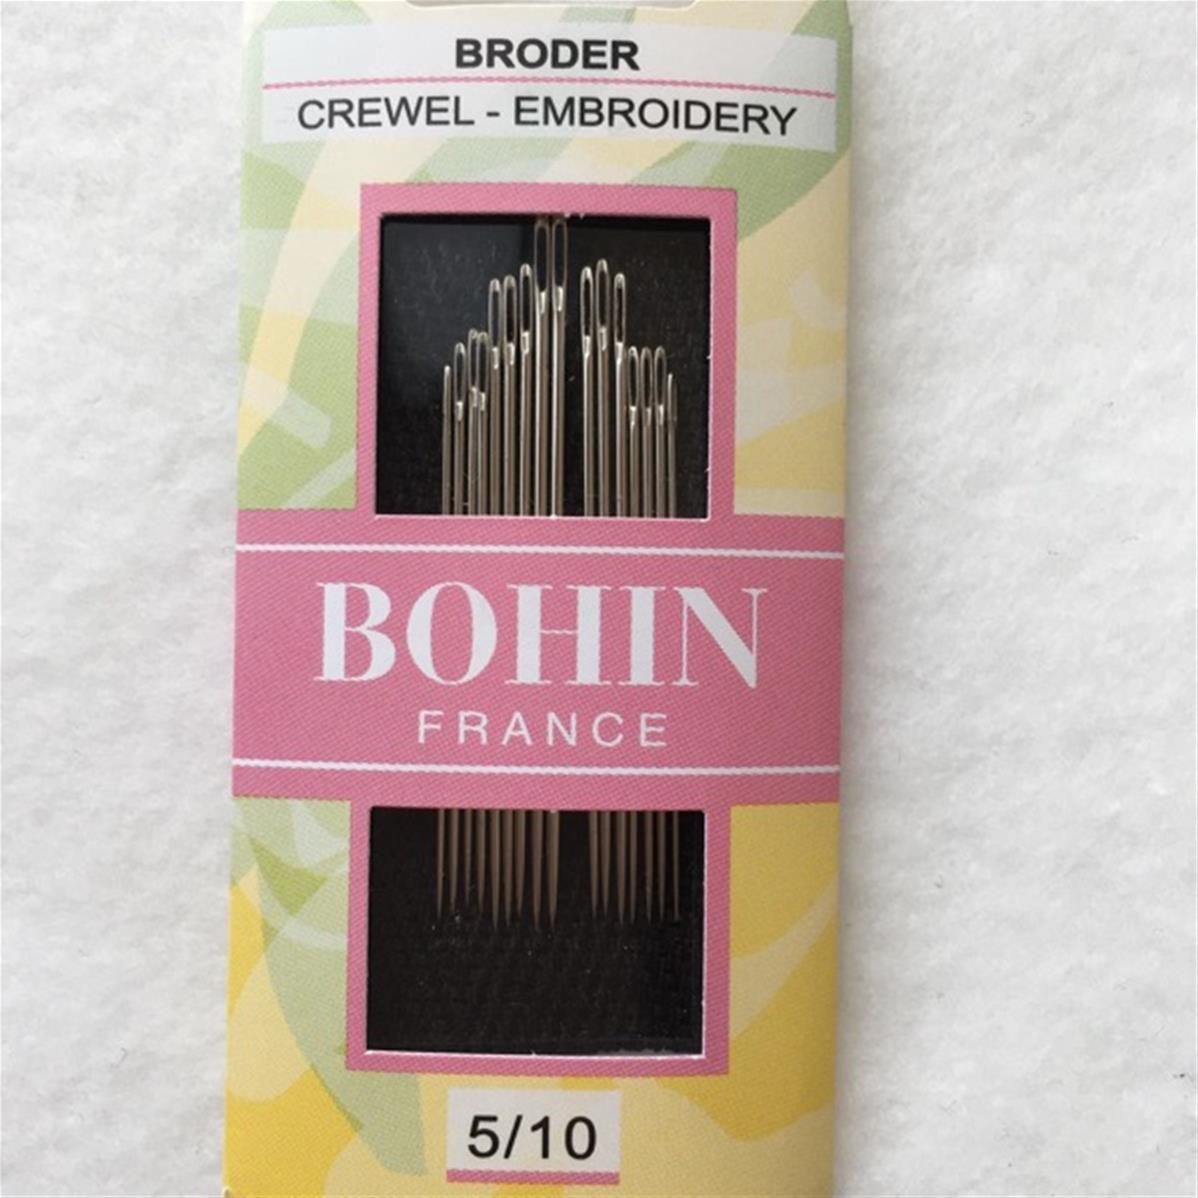 BRODER
CREWEL - EMBROIDERY
BOHIN
FRANCE
5/10